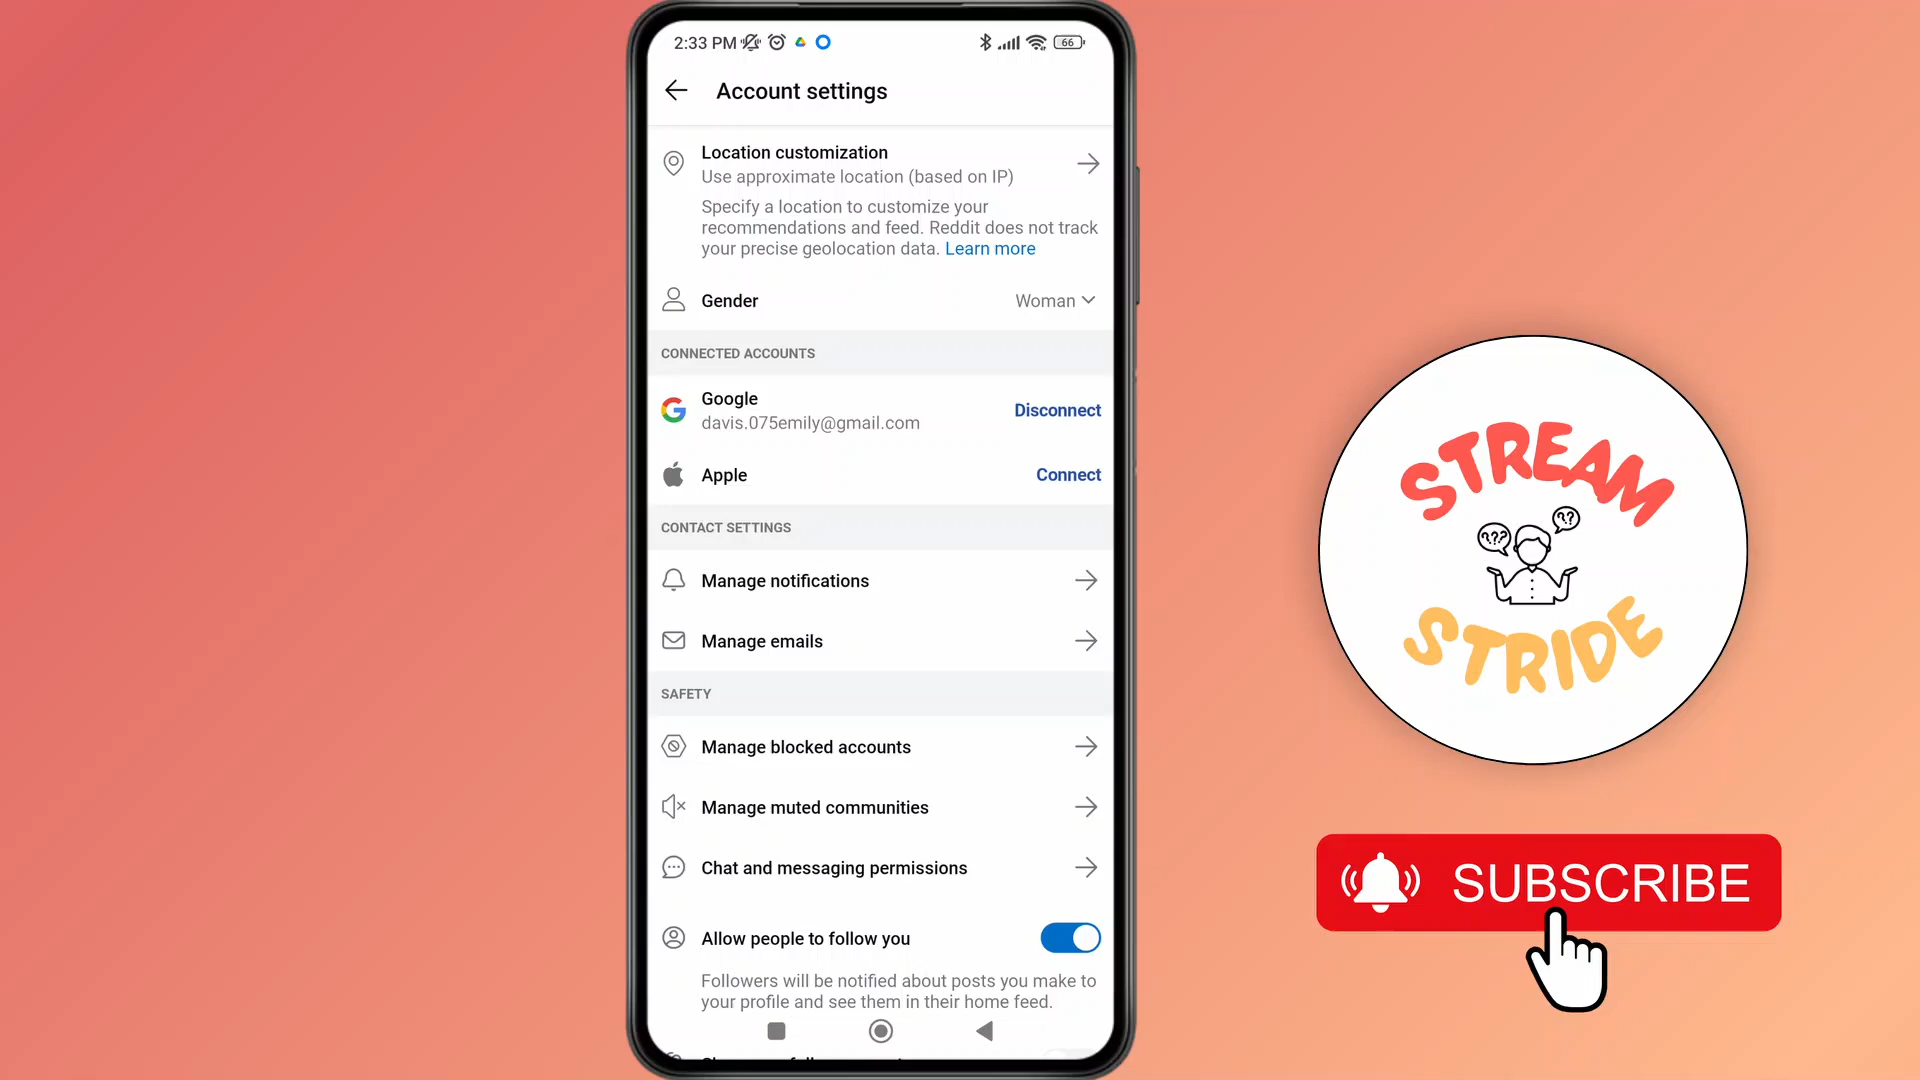 2:33 PM
66
Account settings
Location customization
Use approximate location (based on IP)
Specify a location to customize your
recommendations and feed. Reddit does not track
your precise geolocation data. Learn more
Gender
Woman
CONNECTED ACCOUNTS
Google
davis.075emily@gmail.com
Disconnect
Apple
Connect
CONTACT SETTINGS
Manage notifications
Manage emails
SAFETY
Manage blocked accounts
Manage muted communities
Chat and messaging permissions
Allow people to follow you
Followers will be notified about posts you make to
your profile and see them in their home feed.
STREAM
???
??
STRIDE
SUBSCRIBE